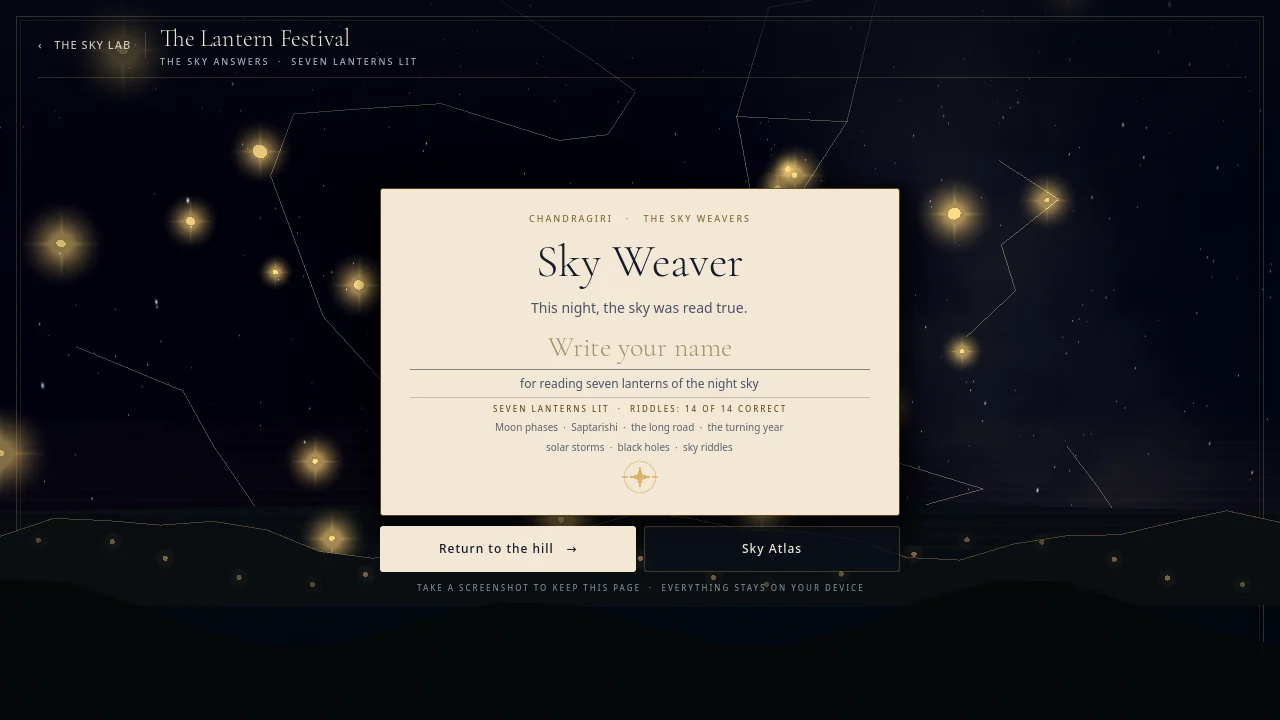 ‹ THE SKY LAB
The Lantern Festival
THE SKY ANSWERS · SEVEN LANTERNS LIT
CHANDRAGIRI · THE SKY WEAVERS
Sky Weaver
This night, the sky was read true.
Write your name
for reading seven lanterns of the night sky
SEVEN LANTERNS LIT · RIDDLES: 14 OF 14 CORRECT
Moon phases · Saptarishi · the long road · the turning year
solar storms · black holes · sky riddles
Return to the hill →
Sky Atlas
TAKE A SCREENSHOT TO KEEP THIS PAGE · EVERYTHING STAYS ON YOUR DEVICE